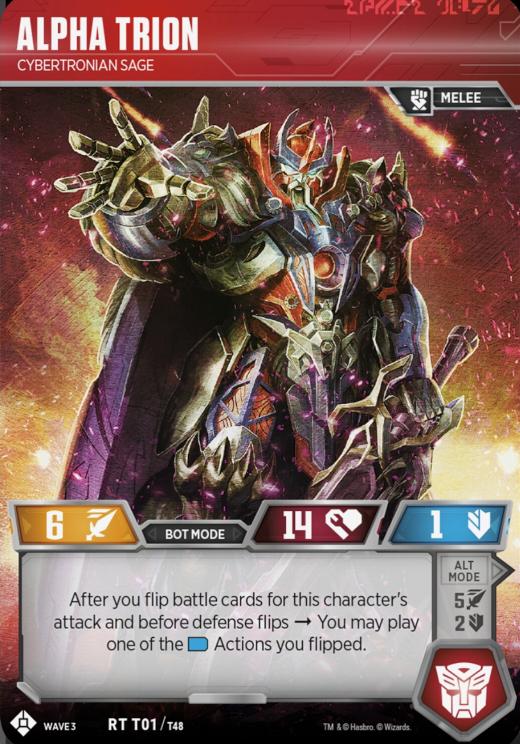 ALPHA TRION
CYBERTRONIAN SAGE
MELEE
6
BOT MODE
14
1
ALT
MODE
5
2
After you flip battle cards for this character's
attack and before defense flips → You may play
one of the Actions you flipped.
WAVE 3
RT T01/T48
TM & © Hasbro. © Wizards.